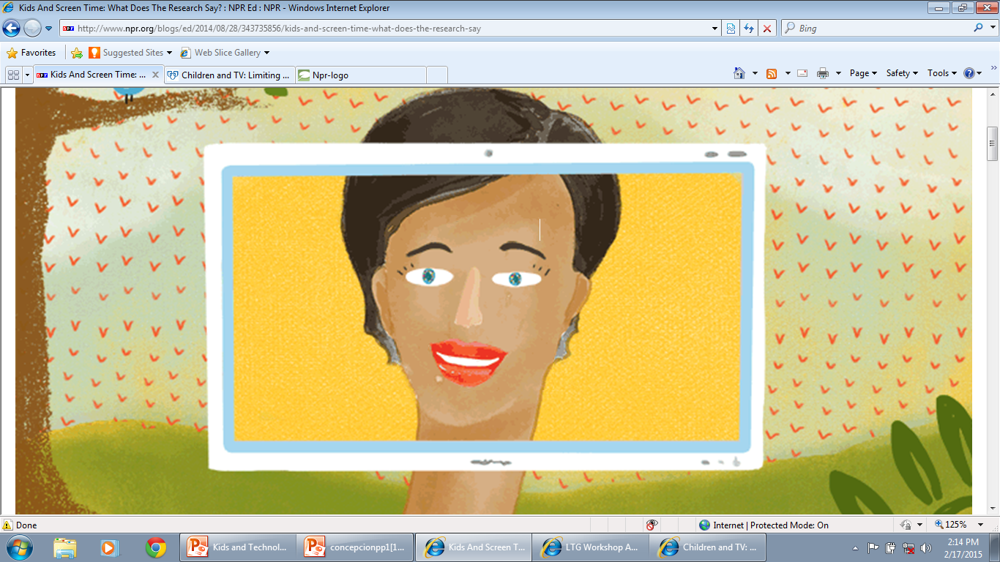 Kids And Screen Time: What Does The Research Say? : NPR Ed : NPR - Windows Internet Explorer
npr http://www.npr.org/blogs/ed/2014/08/28/343735856/kids-and-screen-time-what-does-the-research-say Bing
Favorites Suggested Sites Web Slice Gallery
npr Kids And Screen Time: ... Children and TV: Limiting ... Npr-logo Page Safety Tools
Done Internet | Protected Mode: On 125%
Kids and Technol... concepcionpp1[1... Kids And Screen T... LTG Workshop A... Children and TV: ... 2:14 PM
2/17/2015